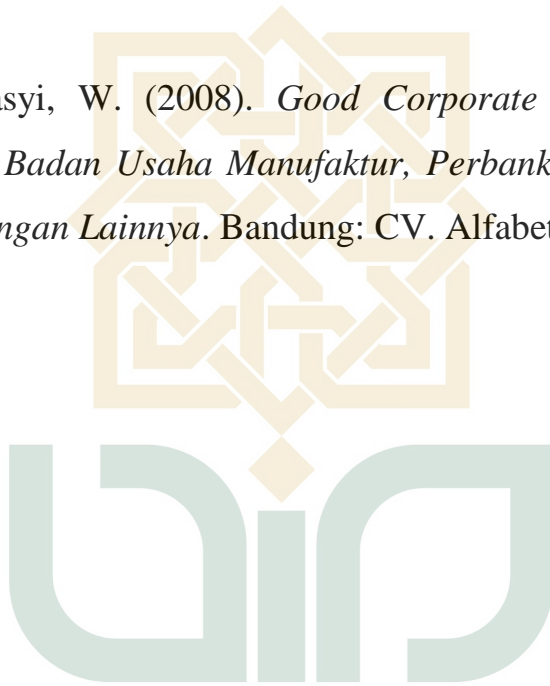 asyi, W. (2008). Good Corporate
Badan Usaha Manufaktur, Perbank
ngan Lainnya. Bandung: CV. Alfabet